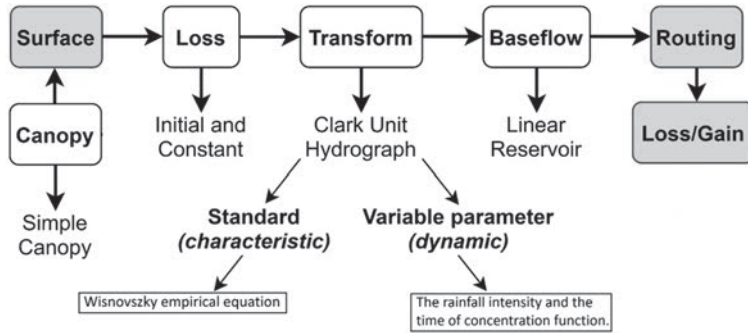 Surface
Loss
Transform
Baseflow
Routing
Canopy
Initial and
Constant
Clark Unit
Hydrograph
Linear
Reservoir
Loss/Gain
Simple
Canopy
Standard
(characteristic)
Variable parameter
(dynamic)
Wisnovszky empirical equation
The rainfall intensity and the
time of concentration function.